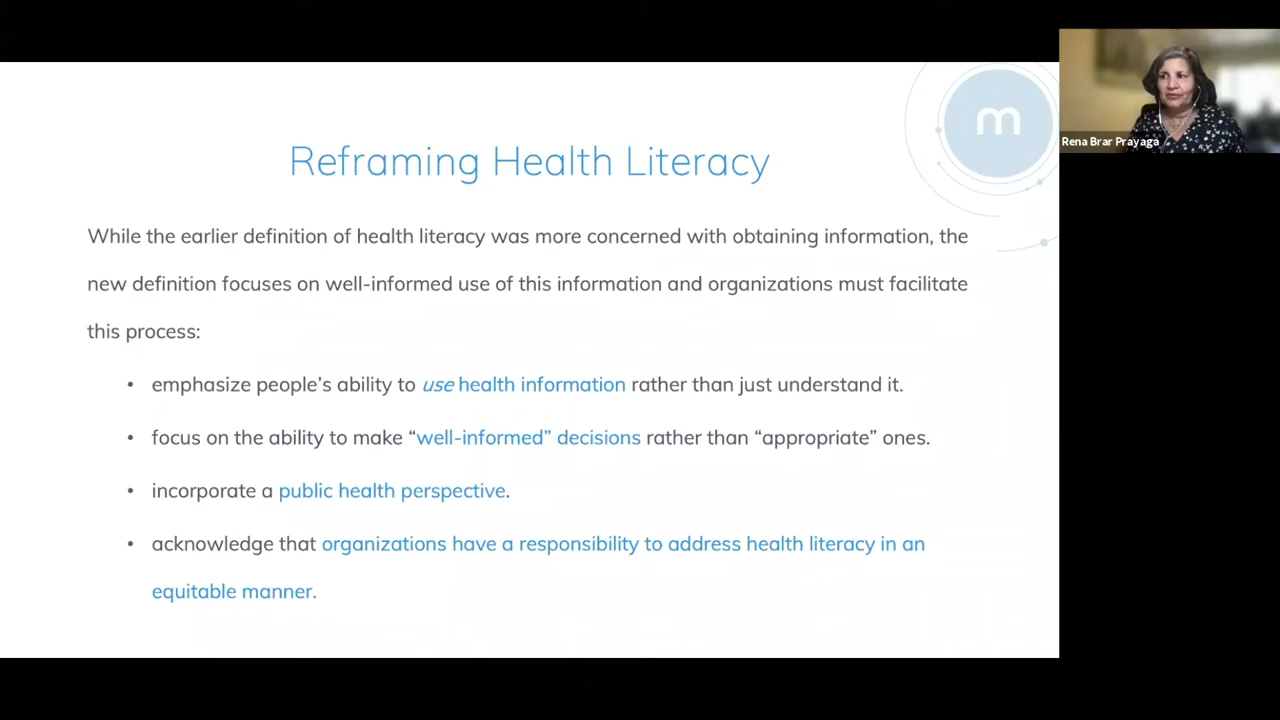 m
Rena Brar Prayaga
Reframing Health Literacy
While the earlier definition of health literacy was more concerned with obtaining information, the
new definition focuses on well-informed use of this information and organizations must facilitate
this process:
• emphasize people’s ability to use health information rather than just understand it.
• focus on the ability to make “well-informed” decisions rather than “appropriate” ones.
• incorporate a public health perspective.
• acknowledge that organizations have a responsibility to address health literacy in an
equitable manner.